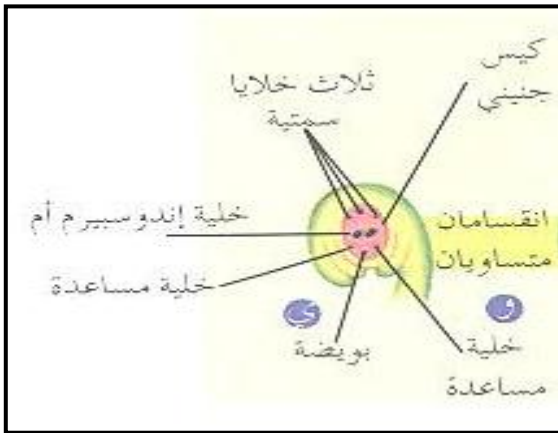 كيس
جنيني
ثلاث خلايا
سمتية
خلية إندوسبيرم أم
انقسامان
متساويان
خلية مساعدة
و
ي
بويضة
خلية
مساعدة